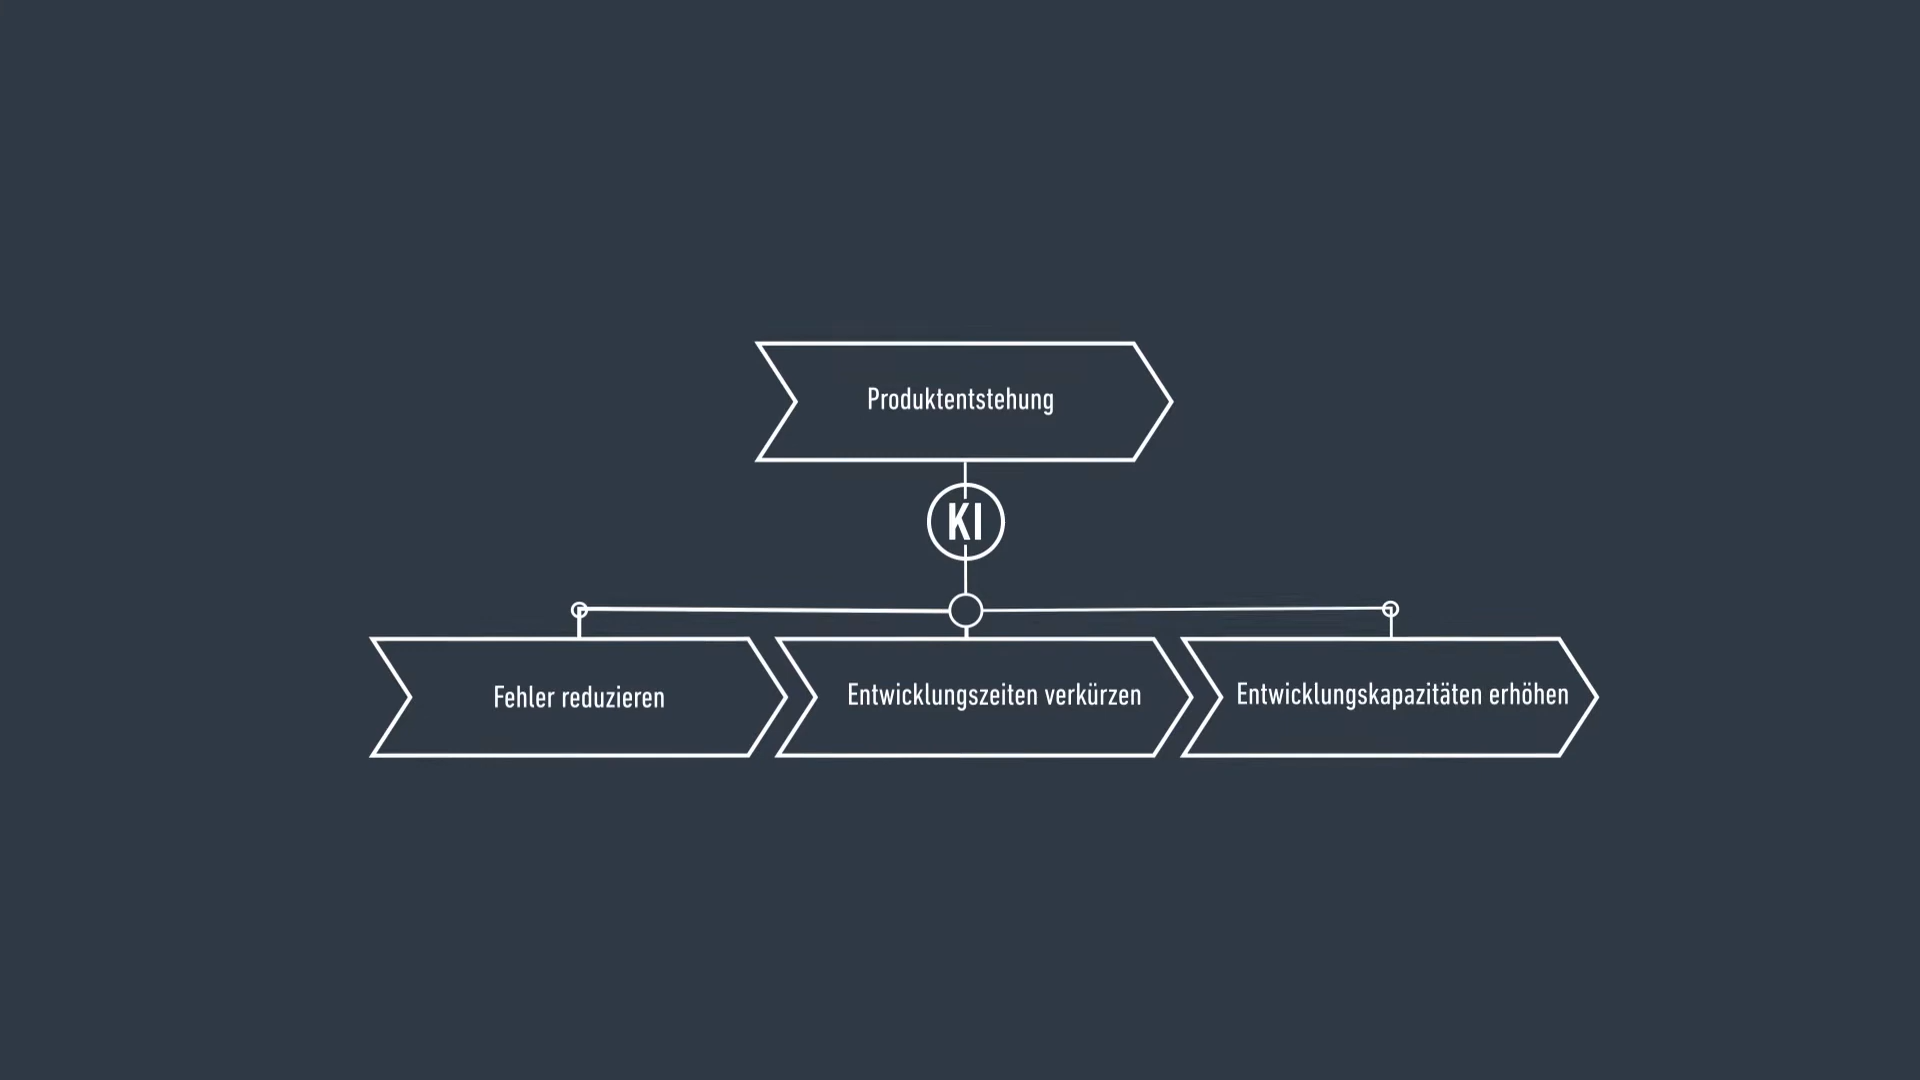 Produktentstehung
KI
Fehler reduzieren
Entwicklungszeiten verkürzen
Entwicklungskapazitäten erhöhen